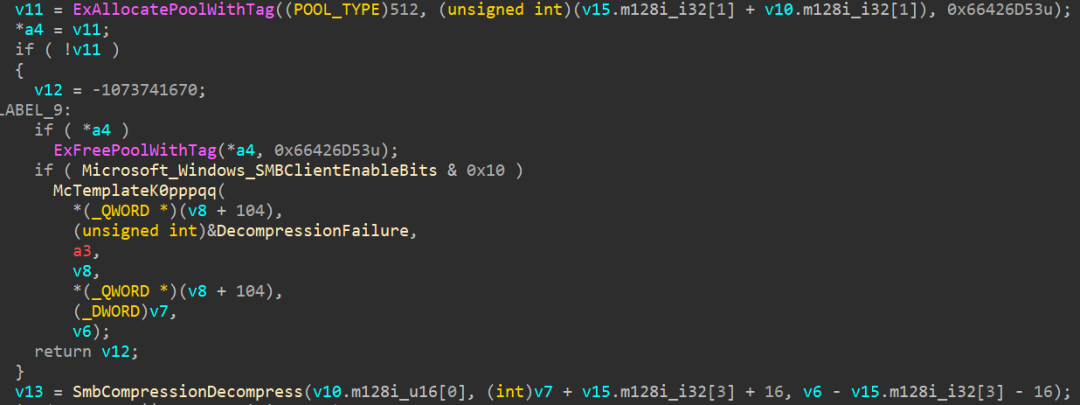 v11 = ExAllocatePoolWithTag((POOL_TYPE)512, (unsigned int)(v15.m128i_i32[1] + v10.m128i_i32[1]), 0x66426D53u);
*a4 = v11;
if ( !v11 )
{
v12 = -1073741670;
LABEL_9:
if ( *a4 )
ExFreePoolWithTag(*a4, 0x66426D53u);
if ( Microsoft_Windows_SMBClientEnableBits & 0x10 )
McTemplateK0pppqq(
*(_QWORD *)(v8 + 104),
(unsigned int)&DecompressionFailure,
a3,
v8,
*(_QWORD *)(v8 + 104),
(_DWORD)v7,
v6);
return v12;
}
v13 = SmbCompressionDecompress(v10.m128i_u16[0], (int)v7 + v15.m128i_i32[3] + 16, v6 - v15.m128i_i32[3] - 16);